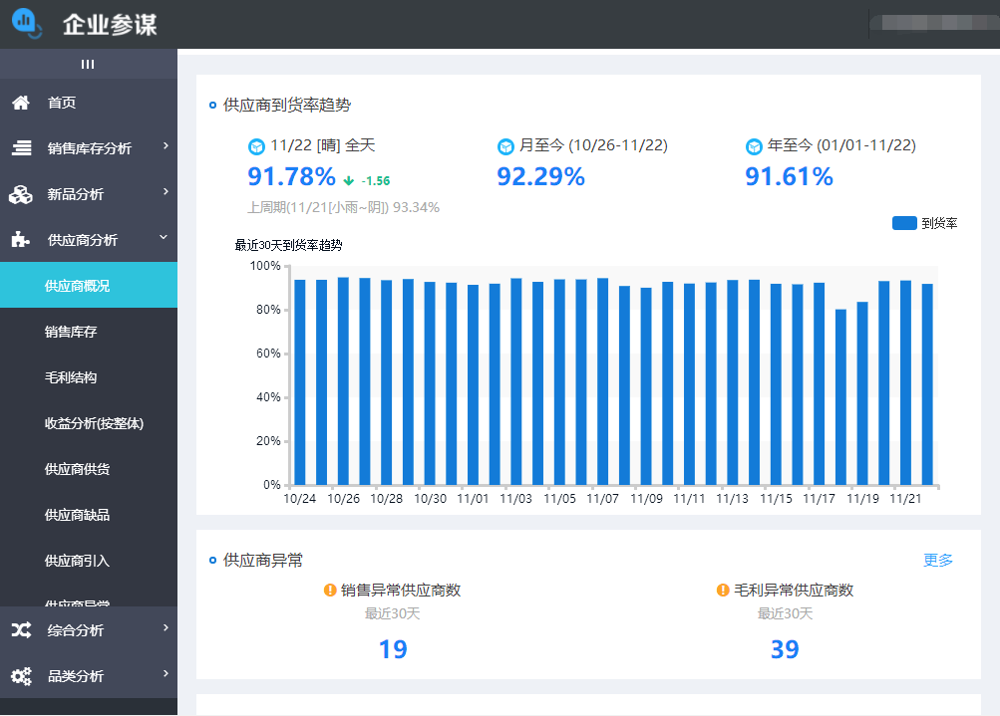 企业参谋
首页
销售库存分析
新品分析
供应商分析
供应商概况
销售库存
毛利结构
收益分析(按整体)
供应商供货
供应商缺品
供应商引入
供应商异常
综合分析
品类分析
供应商到货率趋势
11/22 [晴] 全天
91.78% -1.56
上周期(11/21[小雨~阴]) 93.34%
月至今 (10/26-11/22)
92.29%
年至今 (01/01-11/22)
91.61%
到货率
最近30天到货率趋势
100%
80%
60%
40%
20%
0%
10/24 10/26 10/28 10/30 11/01 11/03 11/05 11/07 11/09 11/11 11/13 11/15 11/17 11/19 11/21
供应商异常
更多
销售异常供应商数
最近30天
19
毛利异常供应商数
最近30天
39